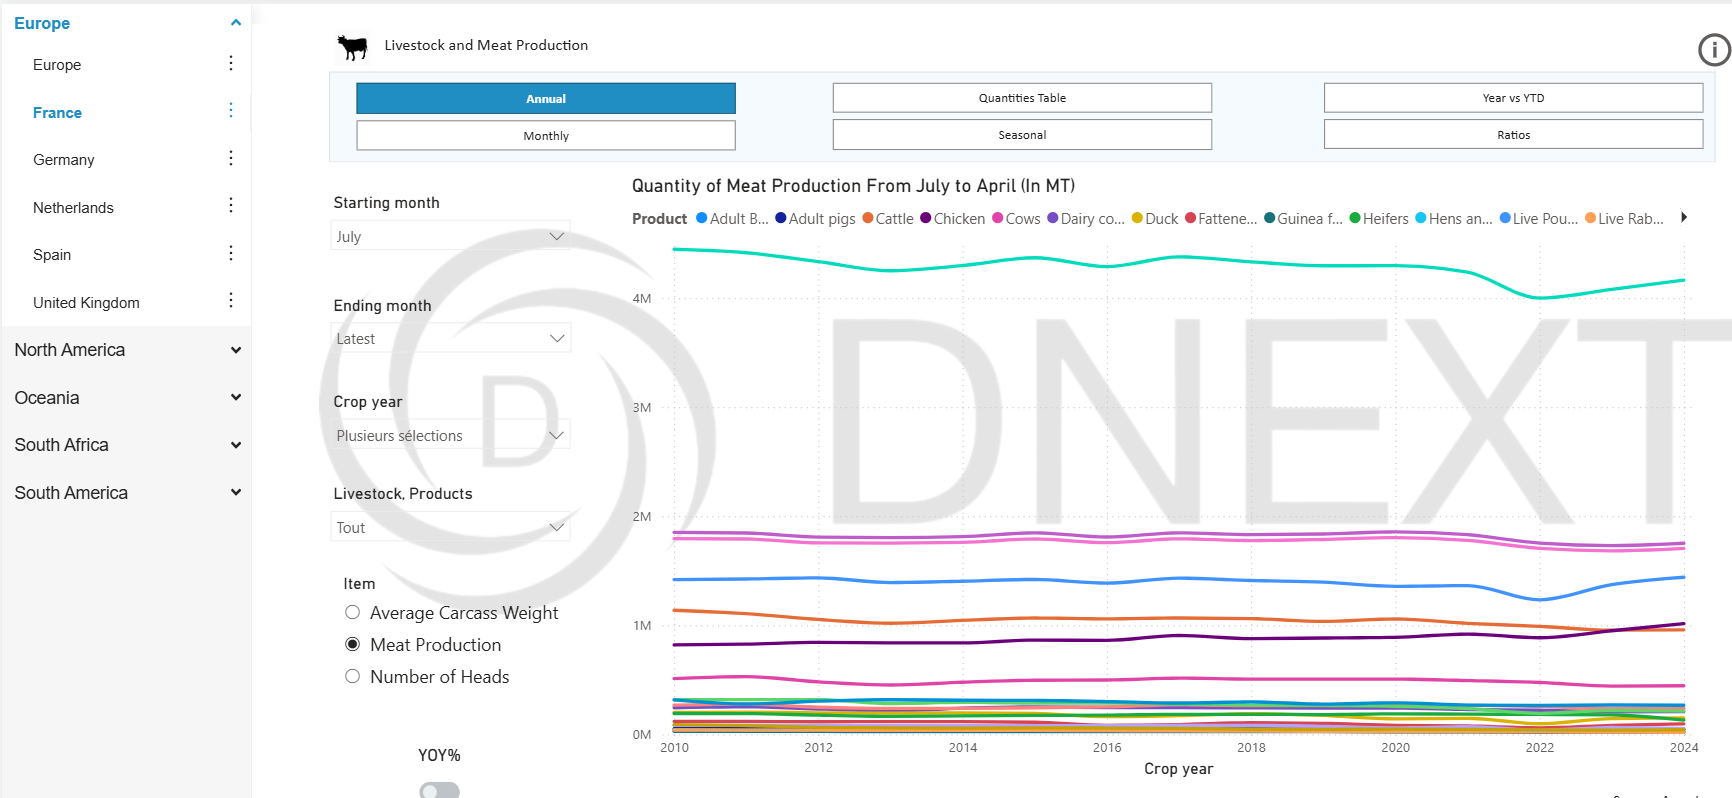 Europe
Europe
France
Germany
Netherlands
Spain
United Kingdom
North America
Oceania
South Africa
South America
Livestock and Meat Production
Annual
Quantities Table
Year vs YTD
Monthly
Seasonal
Ratios
Starting month
July
Ending month
Latest
Crop year
Plusieurs sélections
Livestock, Products
Tout
Item
Average Carcass Weight
Meat Production
Number of Heads
YOY%
Quantity of Meat Production From July to April (In MT)
Product Adult B... Adult pigs Cattle Chicken Cows Dairy co... Duck Fattene... Guinea f... Heifers Hens an... Live Pou... Live Rab...
4M
3M
2M
1M
0M
2010 2012 2014 2016 2018 2020 2022 2024
Crop year
D DNEXT